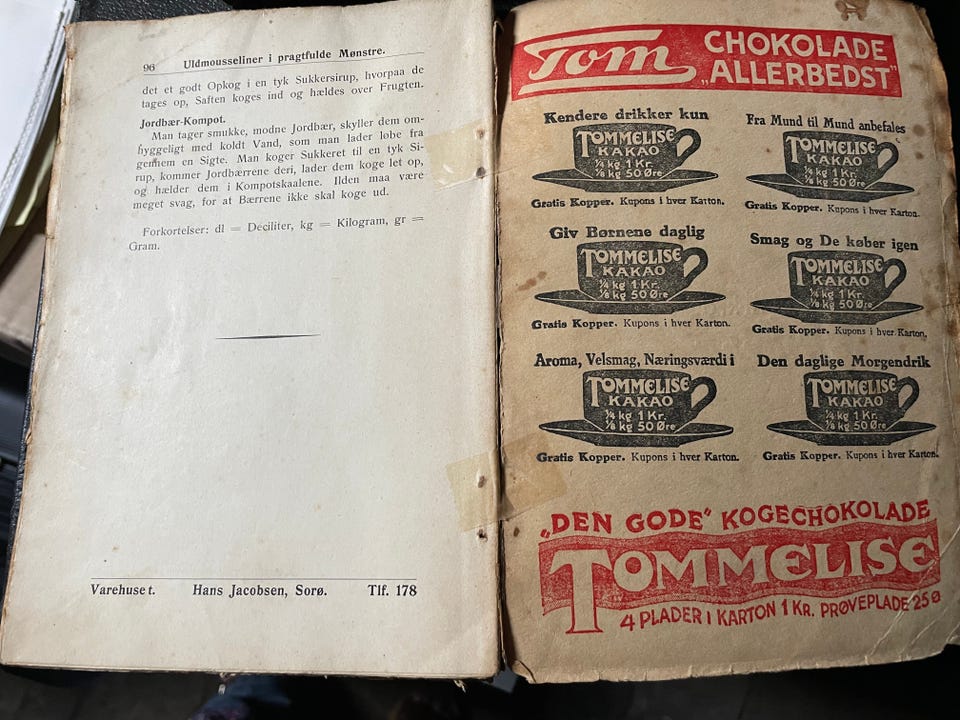 96 Uldmousseliner i pragtfulde Mønstre.
det et godt Opkog i en tyk Sukkersirup, hvorpaa de
tages op, Saften koges ind og hældes over Frugten.
Jordbær-Kompot.
Man tager smukke, modne Jordbær, skyller dem om-
hyggeligt med koldt Vand, som man lader løbe fra
gennem en Sigte. Man koger Sukkeret til en tyk Si-
rup, kommer Jordbærrene deri, lader dem koge let op,
og hælder dem i Kompotskaalene. Ilden maa være
meget svag, for at Bærrene ikke skal koge ud.
Forkortelser: dl = Deciliter, kg = Kilogram, gr =
Gram.
Varehuset. Hans Jacobsen, Sorø. Tlf. 178
Tom CHOKOLADE
„ALLERBEDST”
Kendere drikker kun
TOMMELISE
KAKAO
¼ kg 1 Kr.
⅛ kg 50 Øre
Gratis Kopper. Kupons i hver Karton.
Fra Mund til Mund anbefales
TOMMELISE
KAKAO
¼ kg 1 Kr.
⅛ kg 50 Øre
Gratis Kopper. Kupons i hver Karton.
Giv Børnene daglig
TOMMELISE
KAKAO
¼ kg 1 Kr.
⅛ kg 50 Øre
Gratis Kopper. Kupons i hver Karton.
Smag og De køber igen
TOMMELISE
KAKAO
¼ kg 1 Kr.
⅛ kg 50 Øre
Gratis Kopper. Kupons i hver Karton.
Aroma, Velsmag, Næringsværdi i
TOMMELISE
KAKAO
¼ kg 1 Kr.
⅛ kg 50 Øre
Gratis Kopper. Kupons i hver Karton.
Den daglige Morgendrik
TOMMELISE
KAKAO
¼ kg 1 Kr.
⅛ kg 50 Øre
Gratis Kopper. Kupons i hver Karton.
„DEN GODE” KOGECHOKOLADE
TOMMELISE
4 PLADER I KARTON 1 KR. PRØVEPLADE 25 Ø